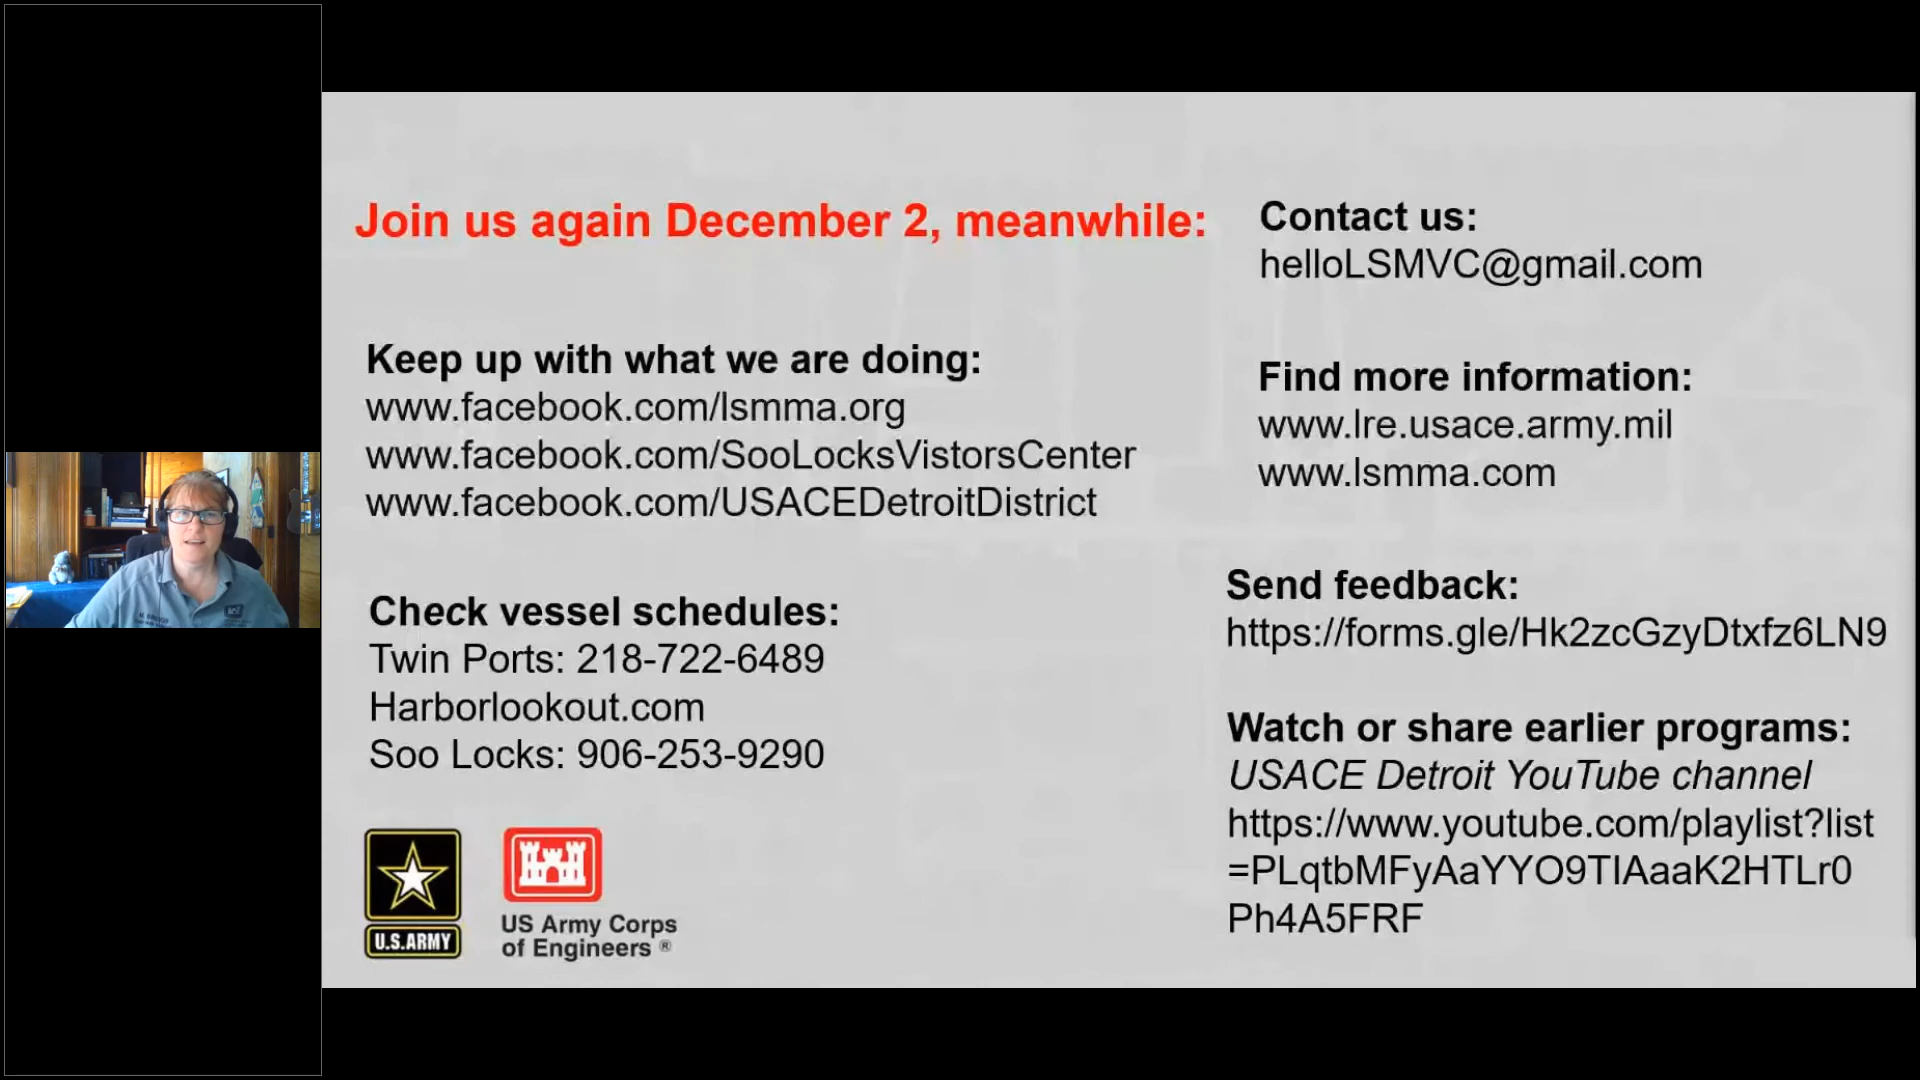 Join us again December 2, meanwhile:
Keep up with what we are doing:
www.facebook.com/lsmma.org
www.facebook.com/SooLocksVistorsCenter
www.facebook.com/USACEDetroitDistrict
Check vessel schedules:
Twin Ports: 218-722-6489
Harborlookout.com
Soo Locks: 906-253-9290
U.S.ARMY
US Army Corps
of Engineers ®
Contact us:
helloLSMVC@gmail.com
Find more information:
www.lre.usace.army.mil
www.lsmma.com
Send feedback:
https://forms.gle/Hk2zcGzyDtxfz6LN9
Watch or share earlier programs:
USACE Detroit YouTube channel
https://www.youtube.com/playlist?list
=PLqtbMFyAaYYO9TIAaaK2HTLr0
Ph4A5FRF